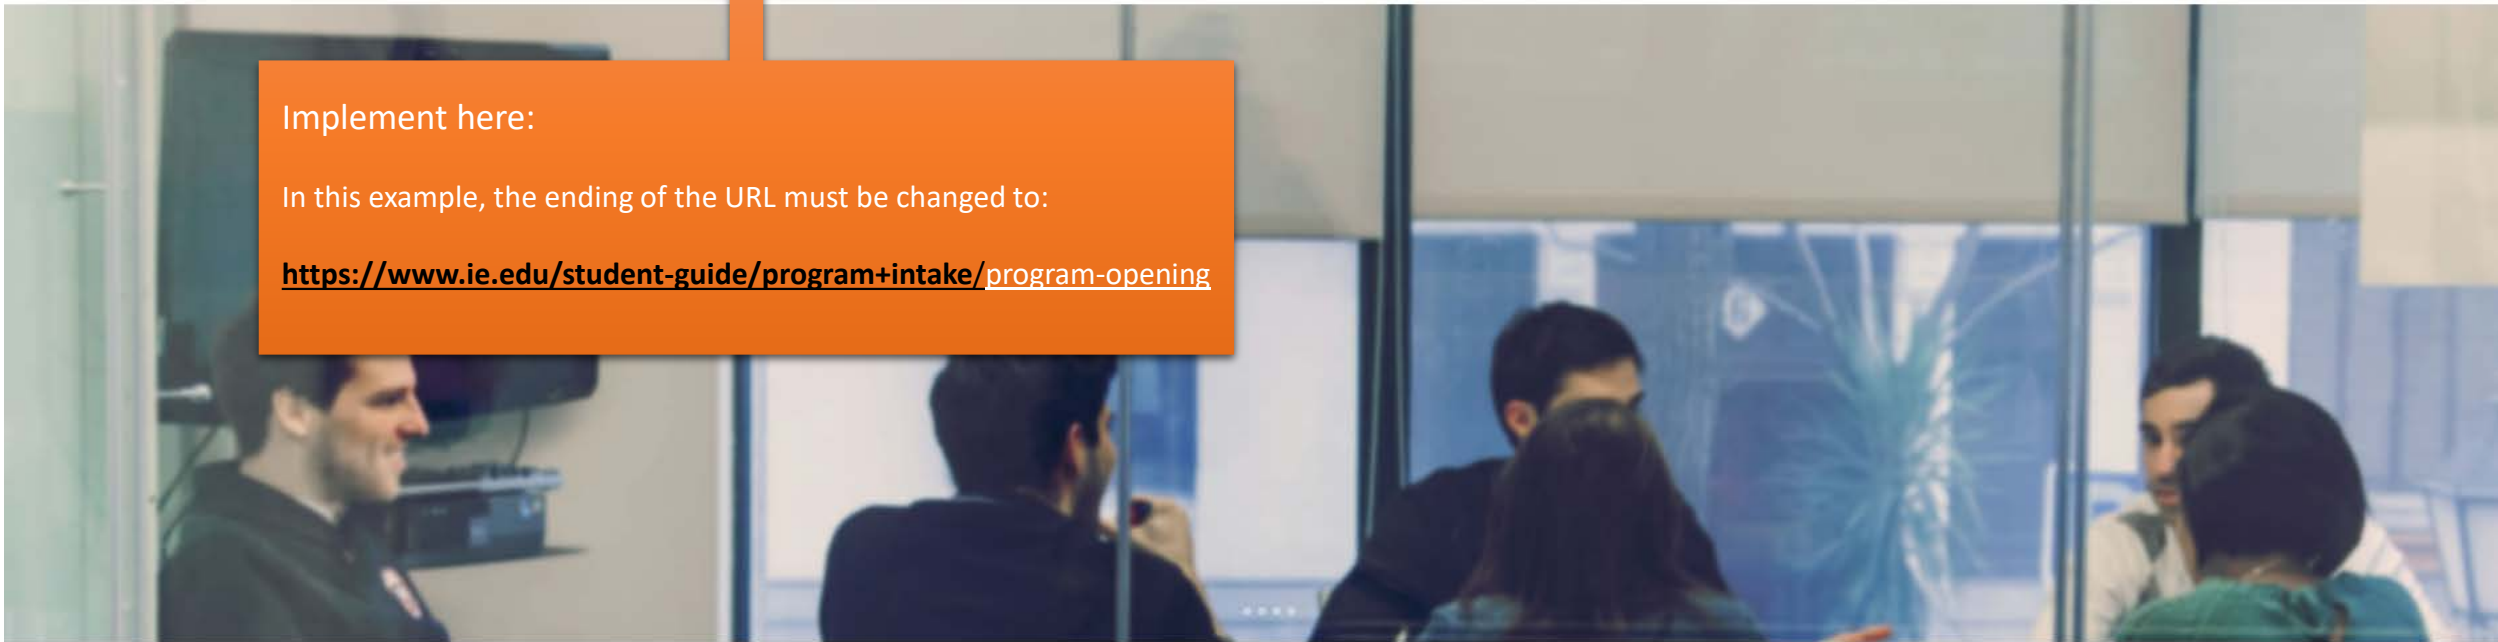 Implement here:
In this example, the ending of the URL must be changed to:
https://www.ie.edu/student-guide/program+intake/program-opening